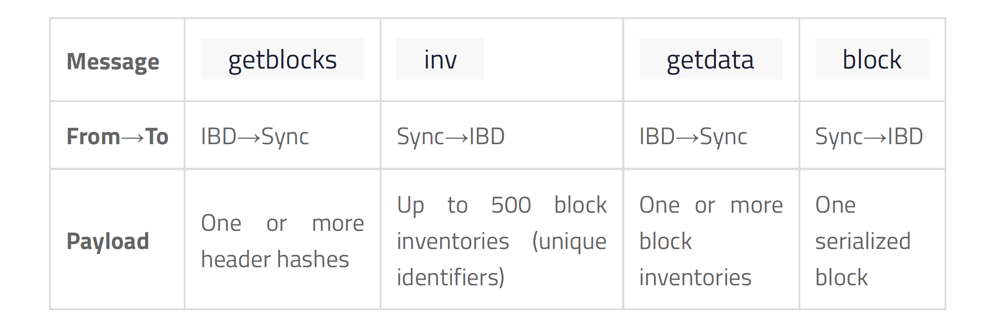 Message getblocks inv getdata block
From→To IBD→Sync Sync→IBD IBD→Sync Sync→IBD
Payload
One or more
header hashes
Up to 500 block
inventories (unique
identifiers)
One or more
block
inventories
One
serialized
block